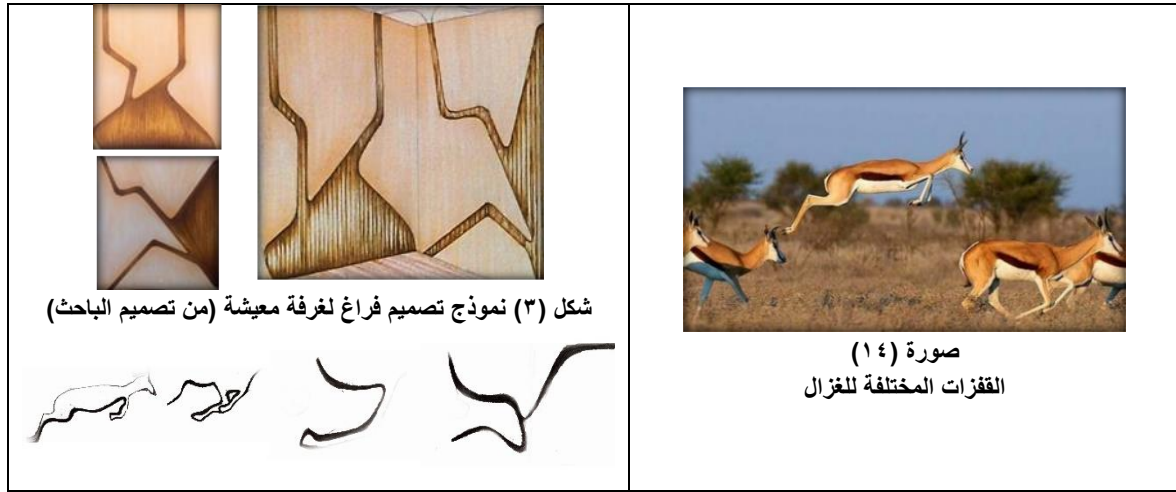 شكل (٣) نموذج تصميم فراغ لغرفة معيشة (من تصميم الباحث)
صورة (١٤)
القفزات المختلفة للغزال